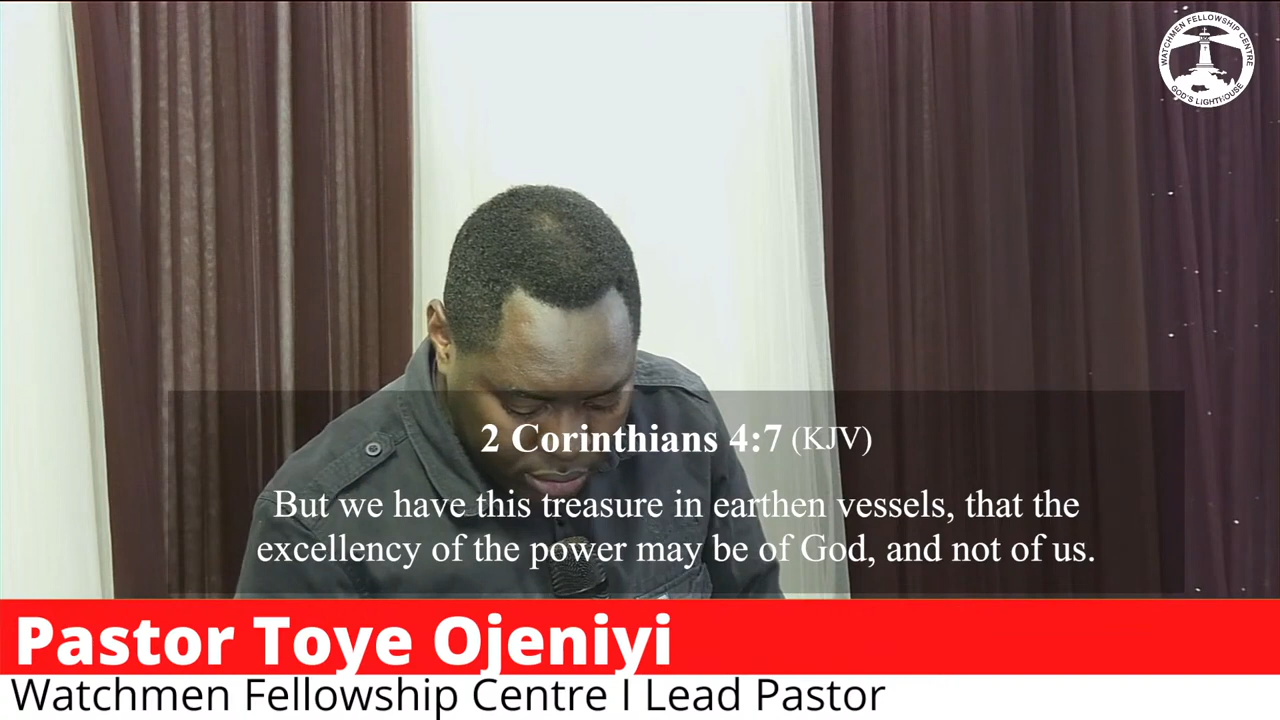 WATCHMEN FELLOWSHIP CENTRE
GOD'S LIGHTHOUSE
2 Corinthians 4:7 (KJV)
But we have this treasure in earthen vessels, that the
excellency of the power may be of God, and not of us.
Pastor Toye Ojeniyi
Watchmen Fellowship Centre I Lead Pastor